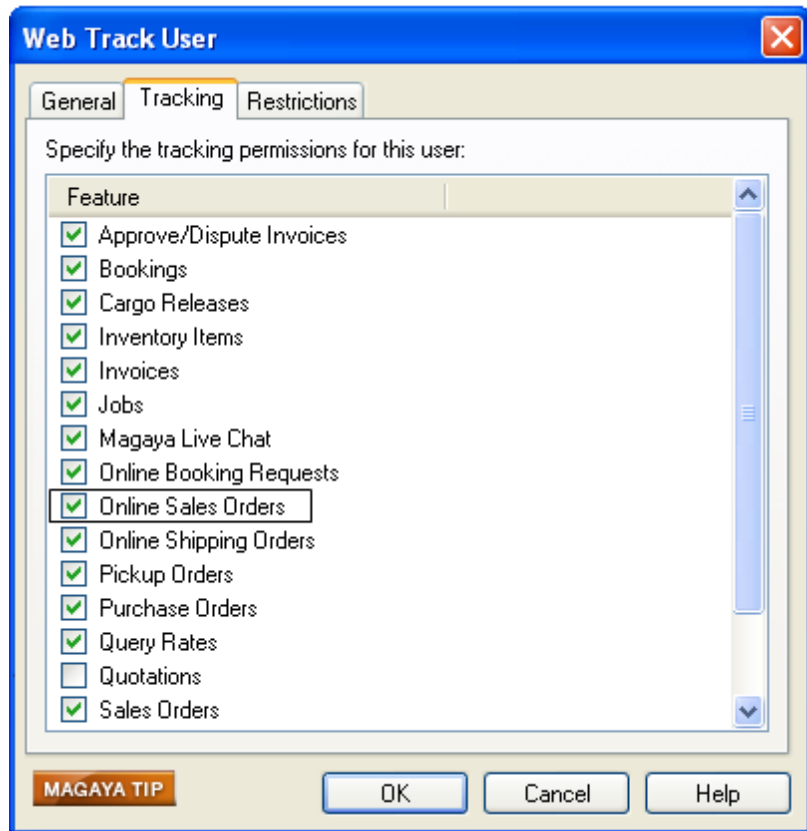 Web Track User
General Tracking Restrictions
Specify the tracking permissions for this user:
Feature
Approve/Dispute Invoices
Bookings
Cargo Releases
Inventory Items
Invoices
Jobs
Magaya Live Chat
Online Booking Requests
Online Sales Orders
Online Shipping Orders
Pickup Orders
Purchase Orders
Query Rates
Quotations
Sales Orders
MAGAYA TIP OK Cancel Help